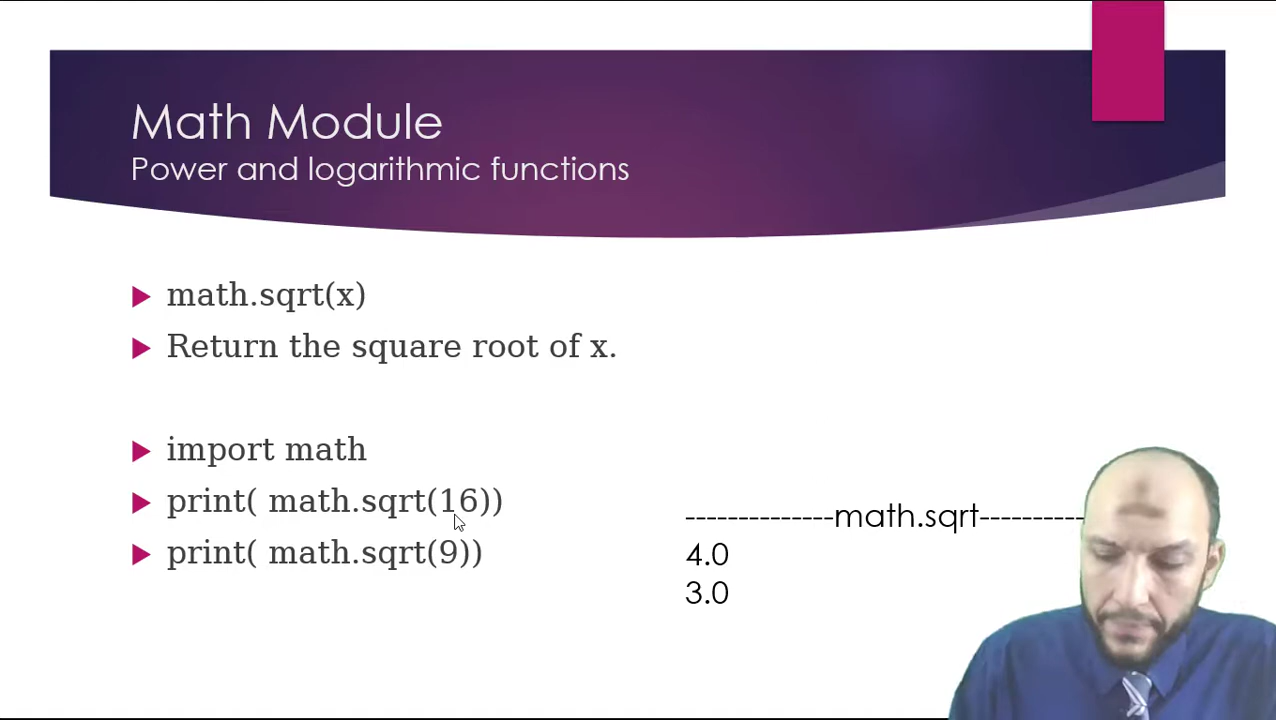 Math Module
Power and logarithmic functions
math.sqrt(x)
Return the square root of x.
import math
print( math.sqrt(16))
print( math.sqrt(9))
--------------math.sqrt----------
4.0
3.0